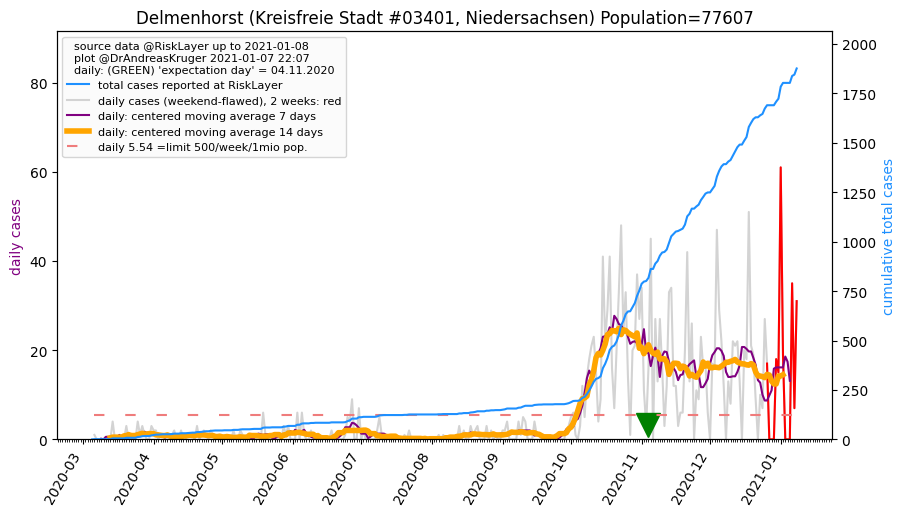 Delmenhorst (Kreisfreie Stadt #03401, Niedersachsen) Population=77607
source data @RiskLayer up to 2021-01-08
plot @DrAndreasKruger 2021-01-07 22:07
daily: (GREEN) 'expectation day' = 04.11.2020
total cases reported at RiskLayer
daily cases (weekend-flawed), 2 weeks: red
daily: centered moving average 7 days
daily: centered moving average 14 days
daily 5.54 =limit 500/week/1mio pop.
daily cases
80
60
40
20
0
cumulative total cases
2000
1750
1500
1250
1000
750
500
250
0
2020-03
2020-04
2020-05
2020-06
2020-07
2020-08
2020-09
2020-10
2020-11
2020-12
2021-01